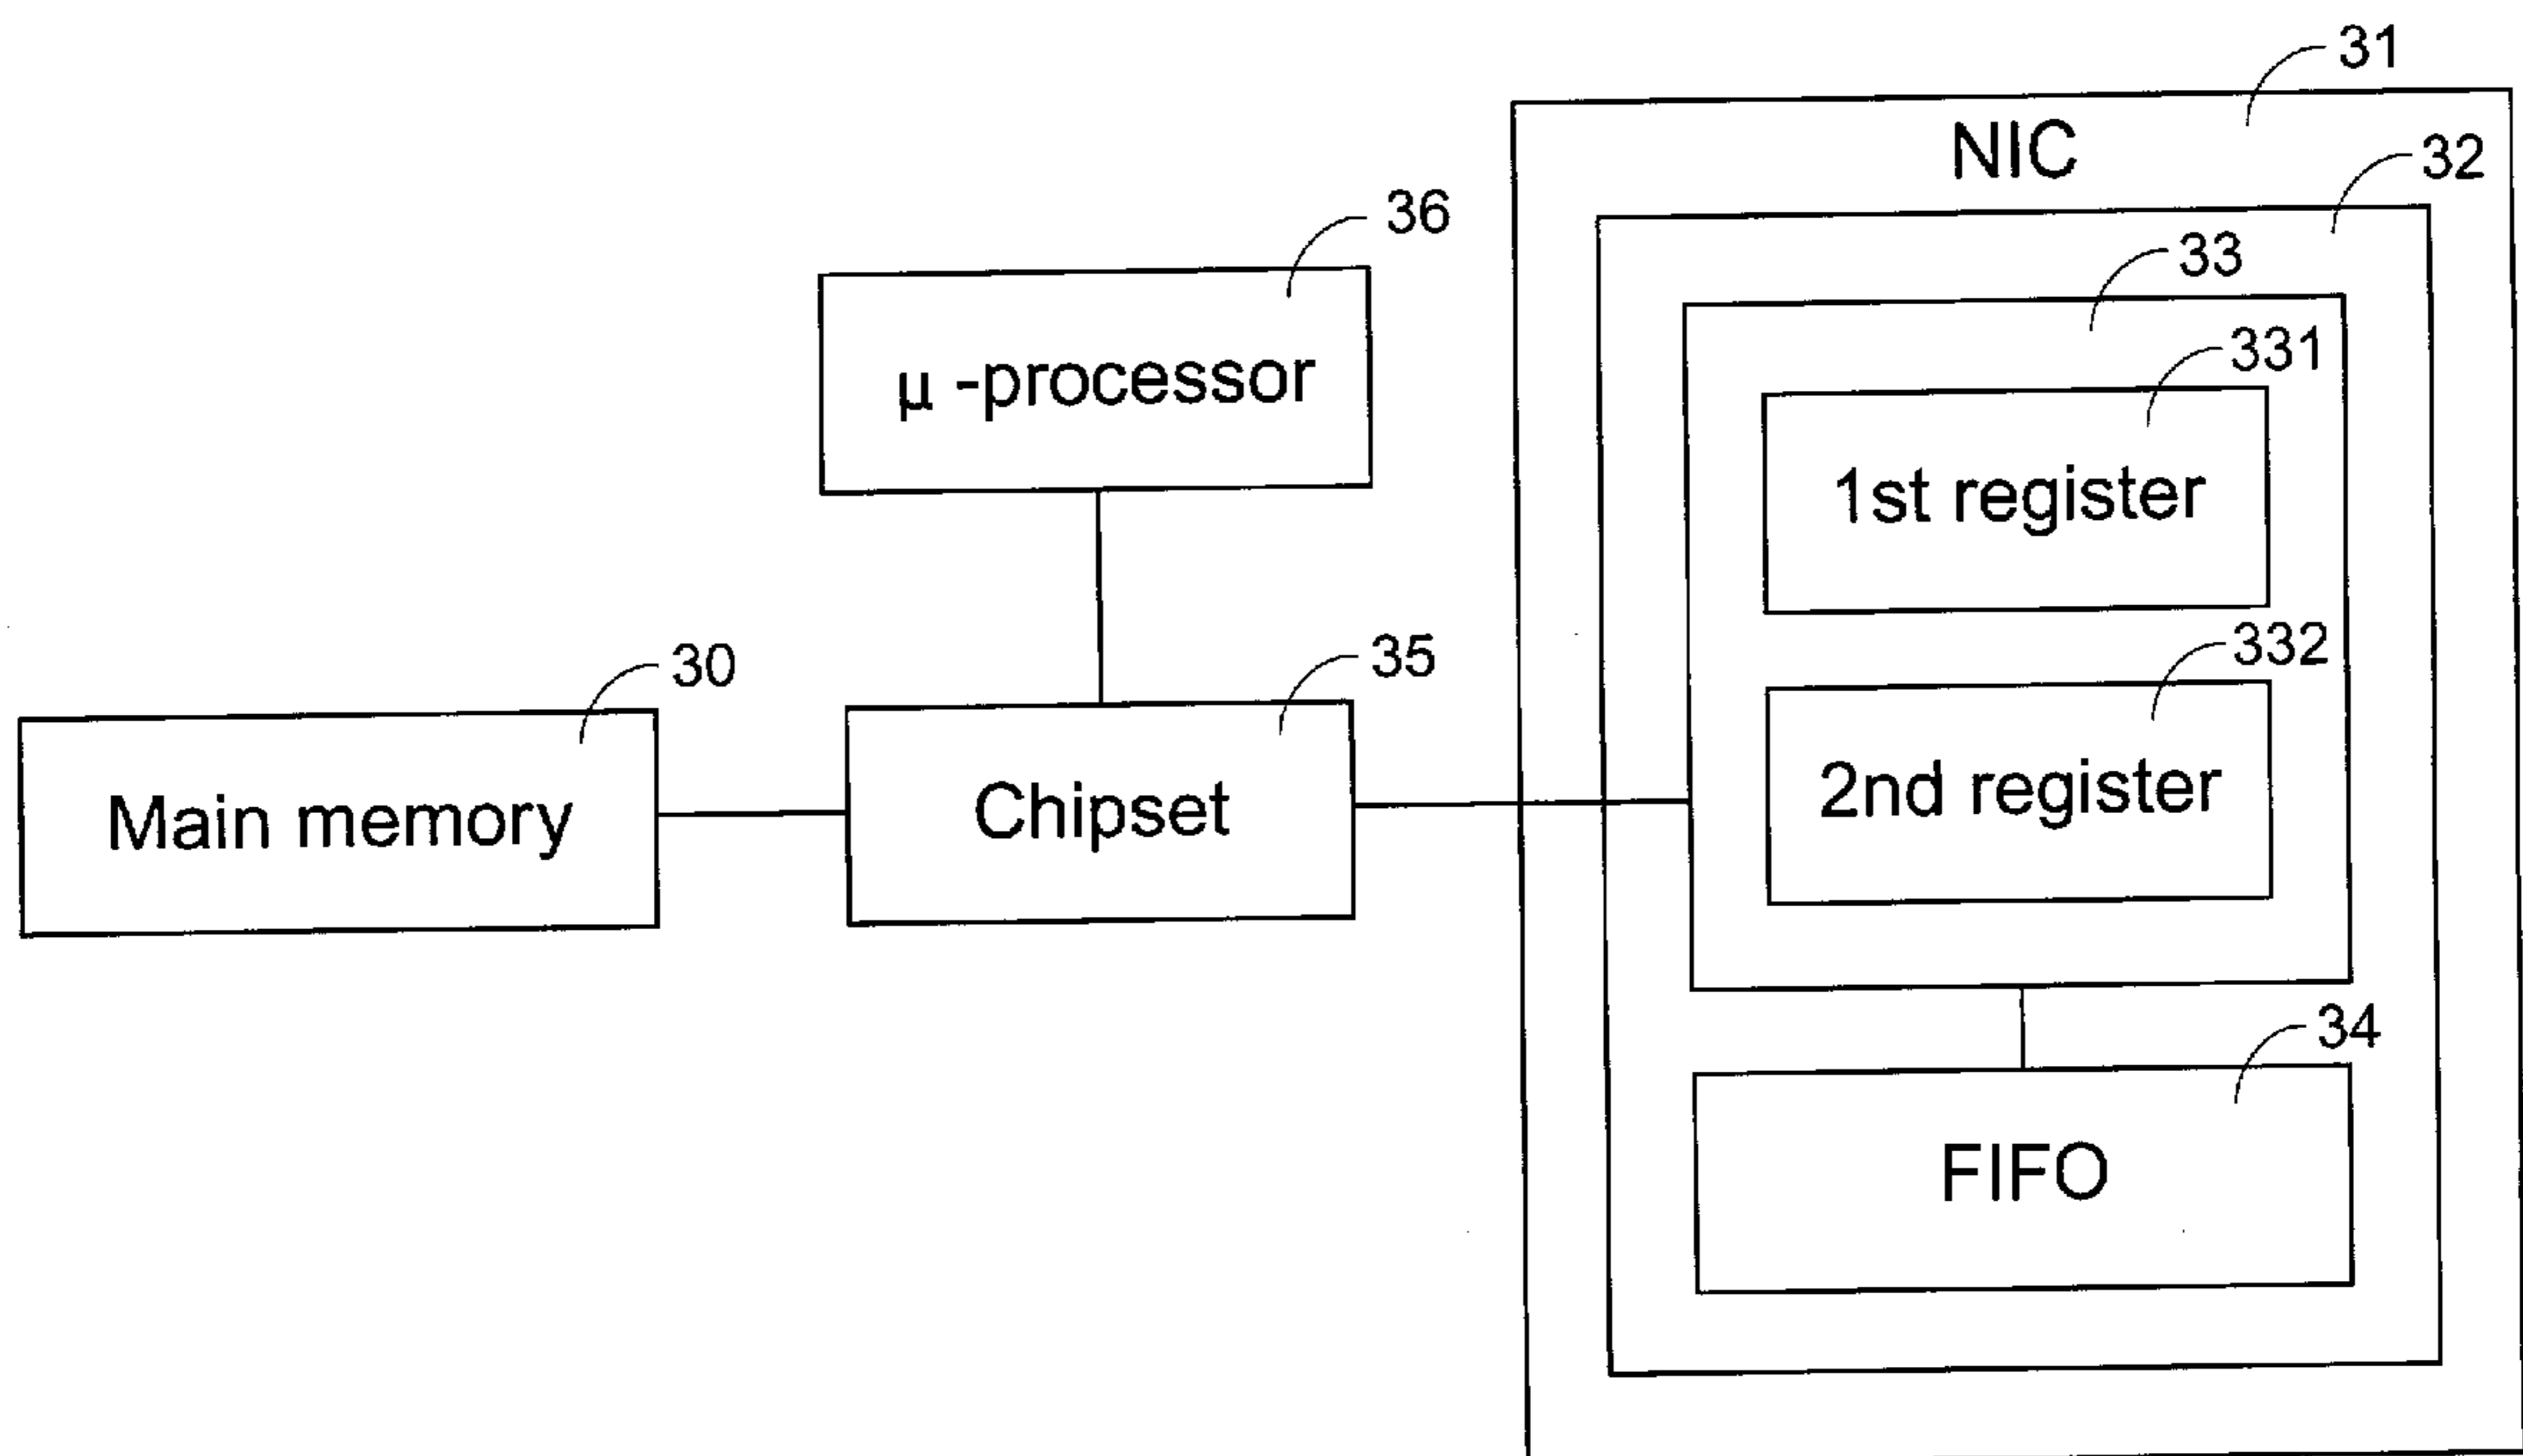 31
NIC
32
36
33
μ -processor
331
1st register
30
35
332
Main memory
Chipset
2nd register
34
FIFO